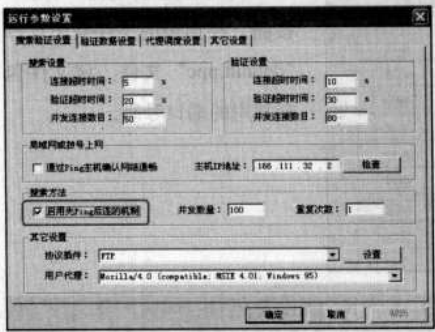 运行参数设置
搜索验证设置 验证数据设置 代理调度设置 其它设置
搜索设置 验证设置
连接超时时间： 5 s 连接超时时间： 10 s
验证超时时间： 20 s 验证超时时间： 30 s
并发连接数目： 50 并发连接数目： 80
局域网或拨号上网
通过Ping主机确认网络通畅 主机IP地址： 166 .111 . 32 . 2 检查
搜索方法
启用先Ping后连的机制 并发数量： 100 重复次数： 1
其它设置
协议插件： FTP 设置
用户代理： Mozilla/4.0 (compatible; MSIE 4.01; Windows 95)
确定 取消